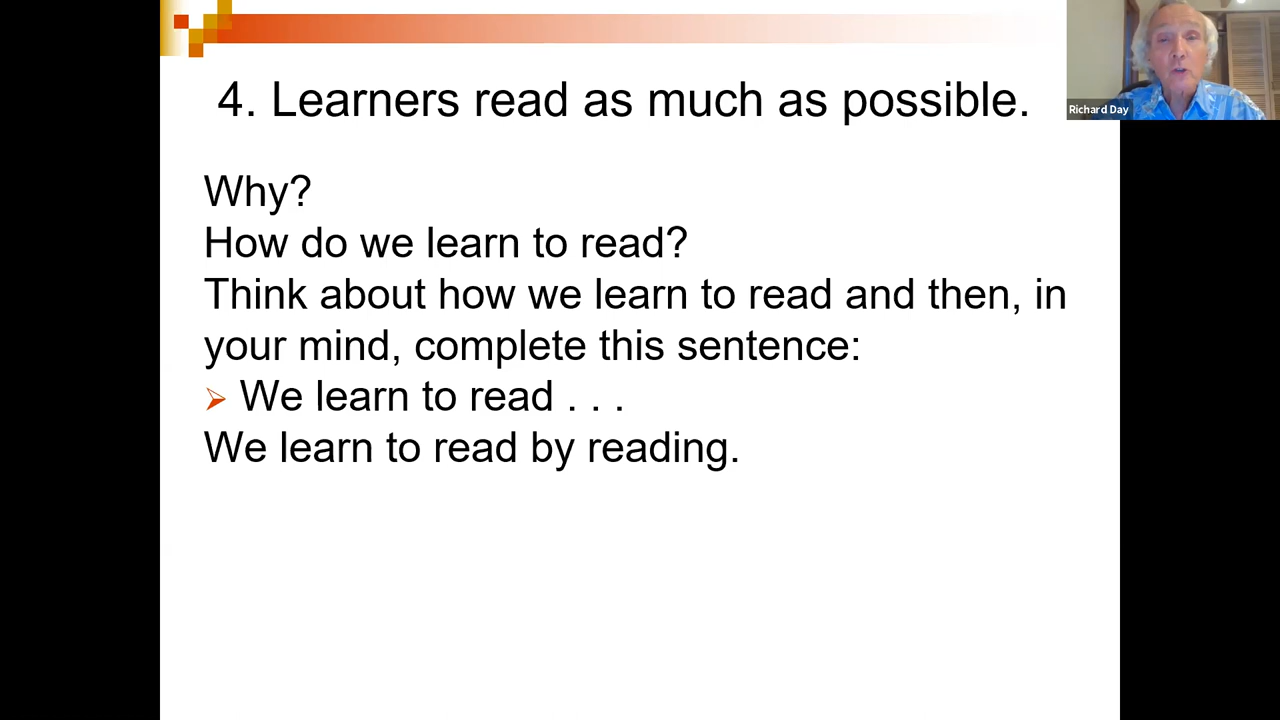 4. Learners read as much as possible.
Richard Day
Why?
How do we learn to read?
Think about how we learn to read and then, in
your mind, complete this sentence:
We learn to read . . .
We learn to read by reading.